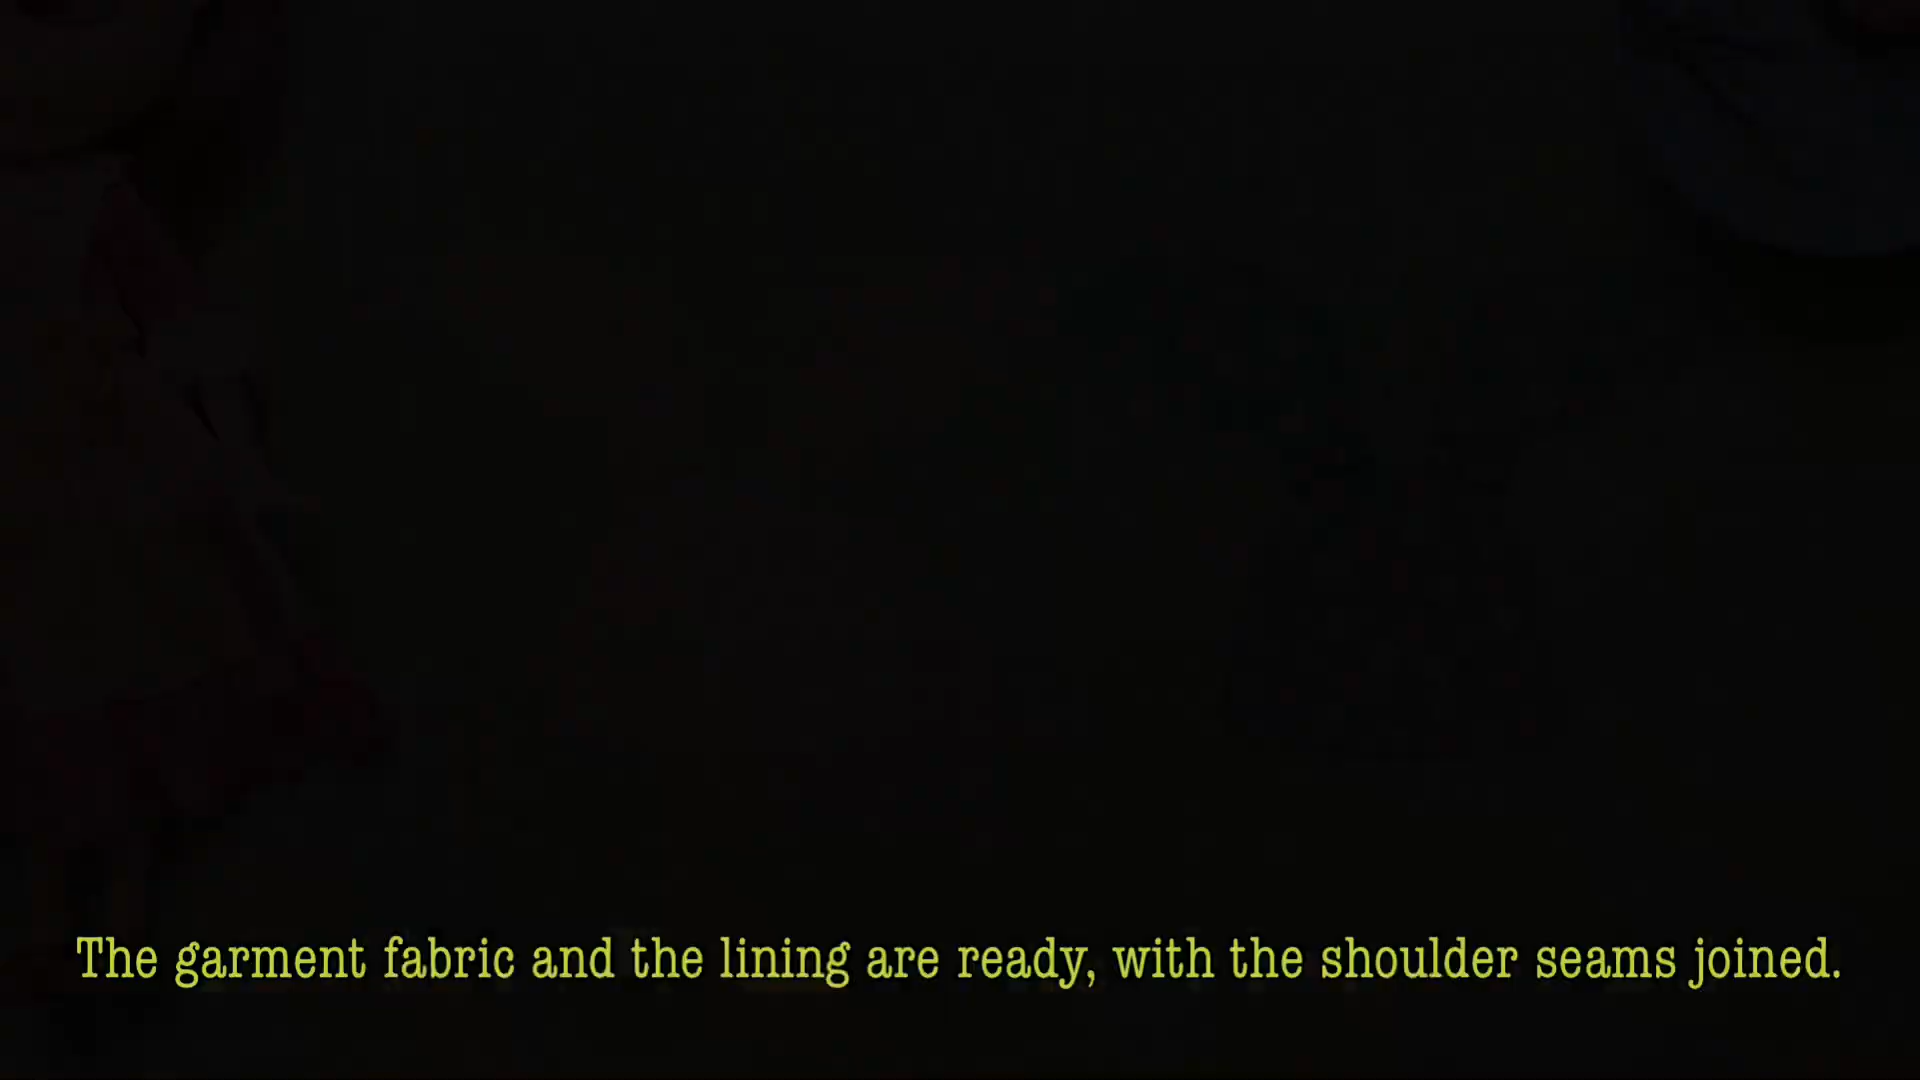 The garment fabric and the lining are ready, with the shoulder seams joined.